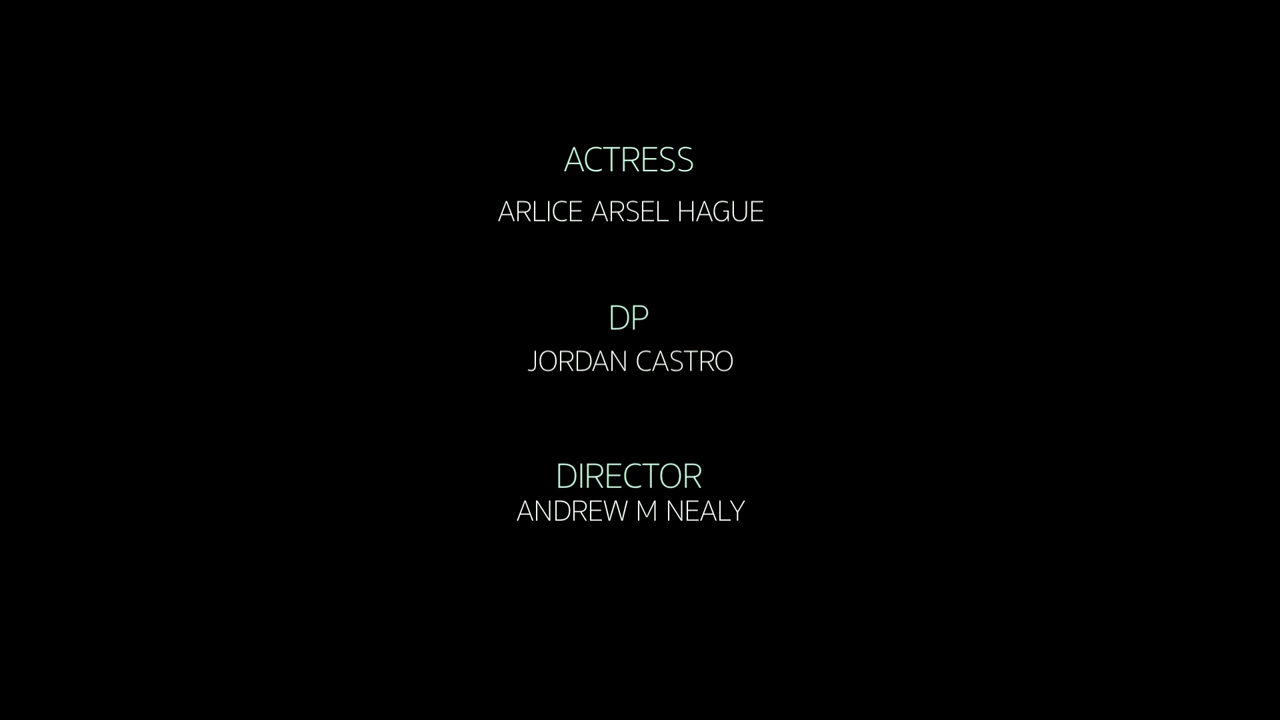 ACTRESS
ARLICE ARSEL HAGUE
DP
JORDAN CASTRO
DIRECTOR
ANDREW M NEALY